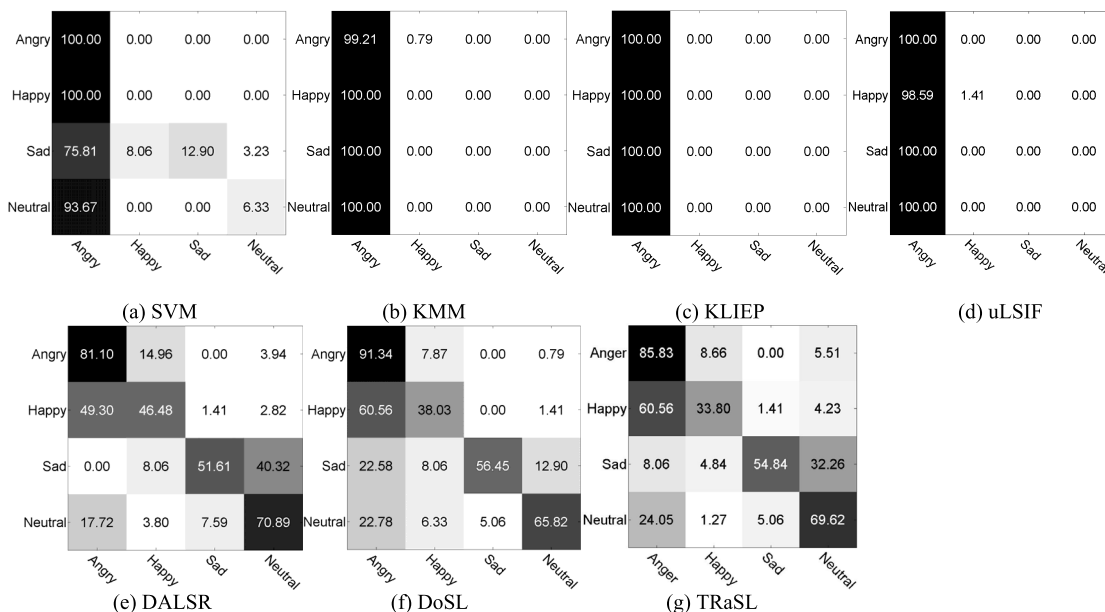 Angry 100.00 0.00 0.00 0.00
Happy 100.00 0.00 0.00 0.00
Sad 75.81 8.06 12.90 3.23
Neutral 93.67 0.00 0.00 6.33
Angry Happy Sad Neutral
(a) SVM
Angry 99.21 0.79 0.00 0.00
Happy 100.00 0.00 0.00 0.00
Sad 100.00 0.00 0.00 0.00
Neutral 100.00 0.00 0.00 0.00
Angry Happy Sad Neutral
(b) KMM
Angry 100.00 0.00 0.00 0.00
Happy 100.00 0.00 0.00 0.00
Sad 100.00 0.00 0.00 0.00
Neutral 100.00 0.00 0.00 0.00
Angry Happy Sad Neutral
(c) KLIEP
Angry 100.00 0.00 0.00 0.00
Happy 98.59 1.41 0.00 0.00
Sad 100.00 0.00 0.00 0.00
Neutral 100.00 0.00 0.00 0.00
Angry Happy Sad Neutral
(d) uLSIF
Angry 81.10 14.96 0.00 3.94
Happy 49.30 46.48 1.41 2.82
Sad 0.00 8.06 51.61 40.32
Neutral 17.72 3.80 7.59 70.89
Angry Happy Sad Neutral
(e) DALSR
Angry 91.34 7.87 0.00 0.79
Happy 60.56 38.03 0.00 1.41
Sad 22.58 8.06 56.45 12.90
Neutral 22.78 6.33 5.06 65.82
Angry Happy Sad Neutral
(f) DoSL
Anger 85.83 8.66 0.00 5.51
Happy 60.56 33.80 1.41 4.23
Sad 8.06 4.84 54.84 32.26
Neutral 24.05 1.27 5.06 69.62
Anger Happy Sad Neutral
(g) TRaSL